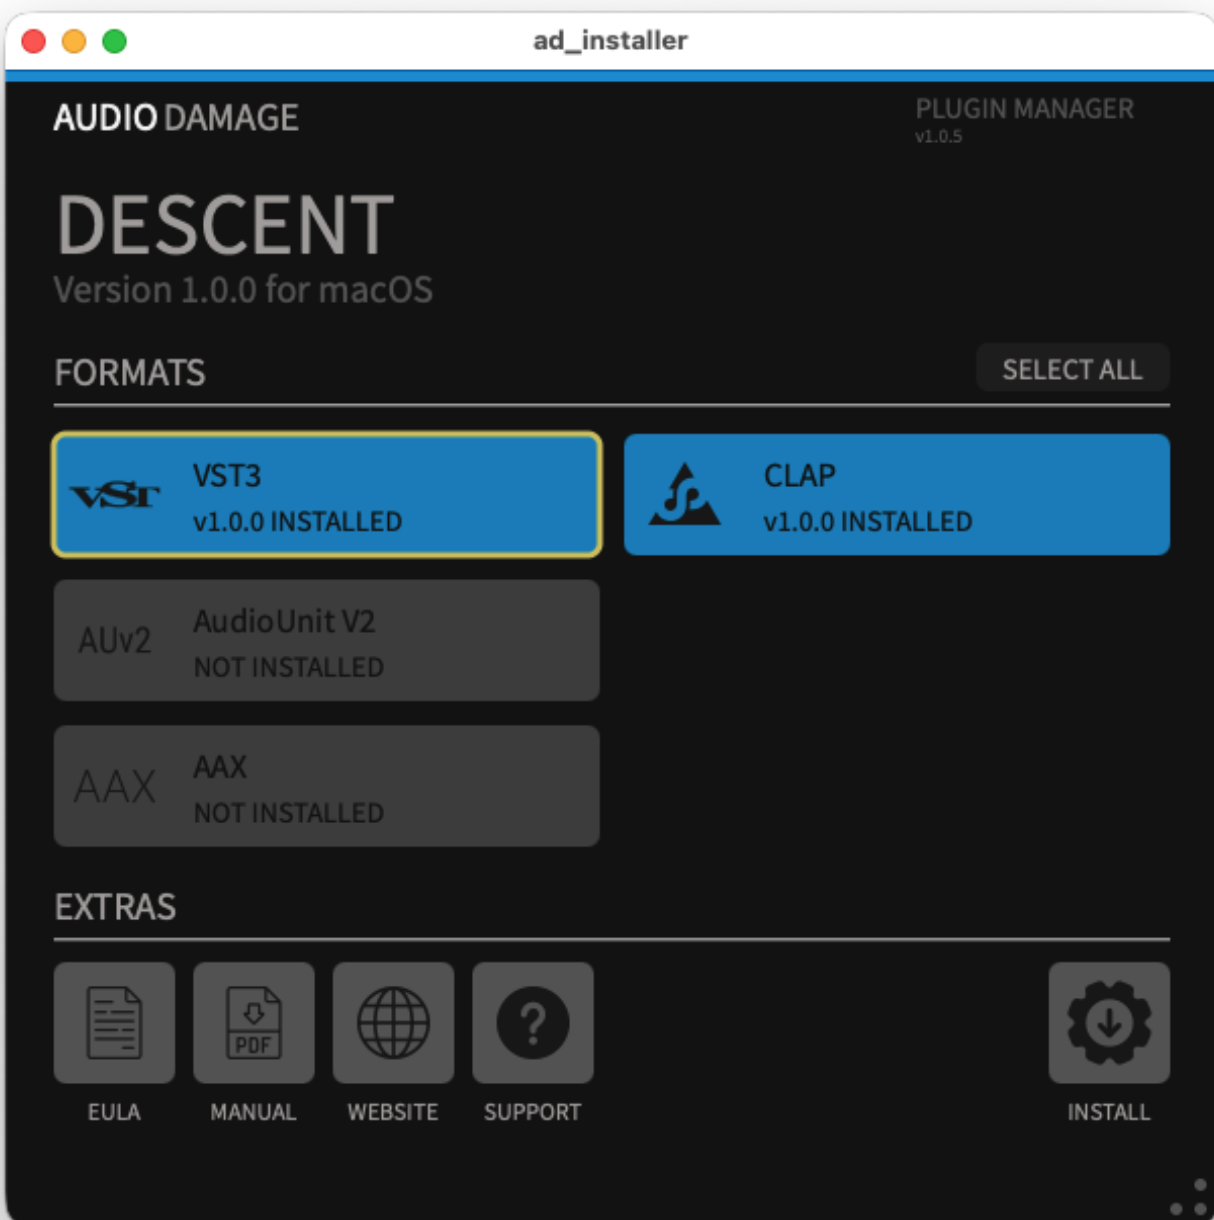 ad_installer
AUDIO DAMAGE
PLUGIN MANAGER
v1.0.5
DESCENT
Version 1.0.0 for macOS
FORMATS
SELECT ALL
VST
VST3
v1.0.0 INSTALLED
CLAP
v1.0.0 INSTALLED
AUv2
AudioUnit V2
NOT INSTALLED
AAX
AAX
NOT INSTALLED
EXTRAS
PDF
?
EULA
MANUAL
WEBSITE
SUPPORT
INSTALL